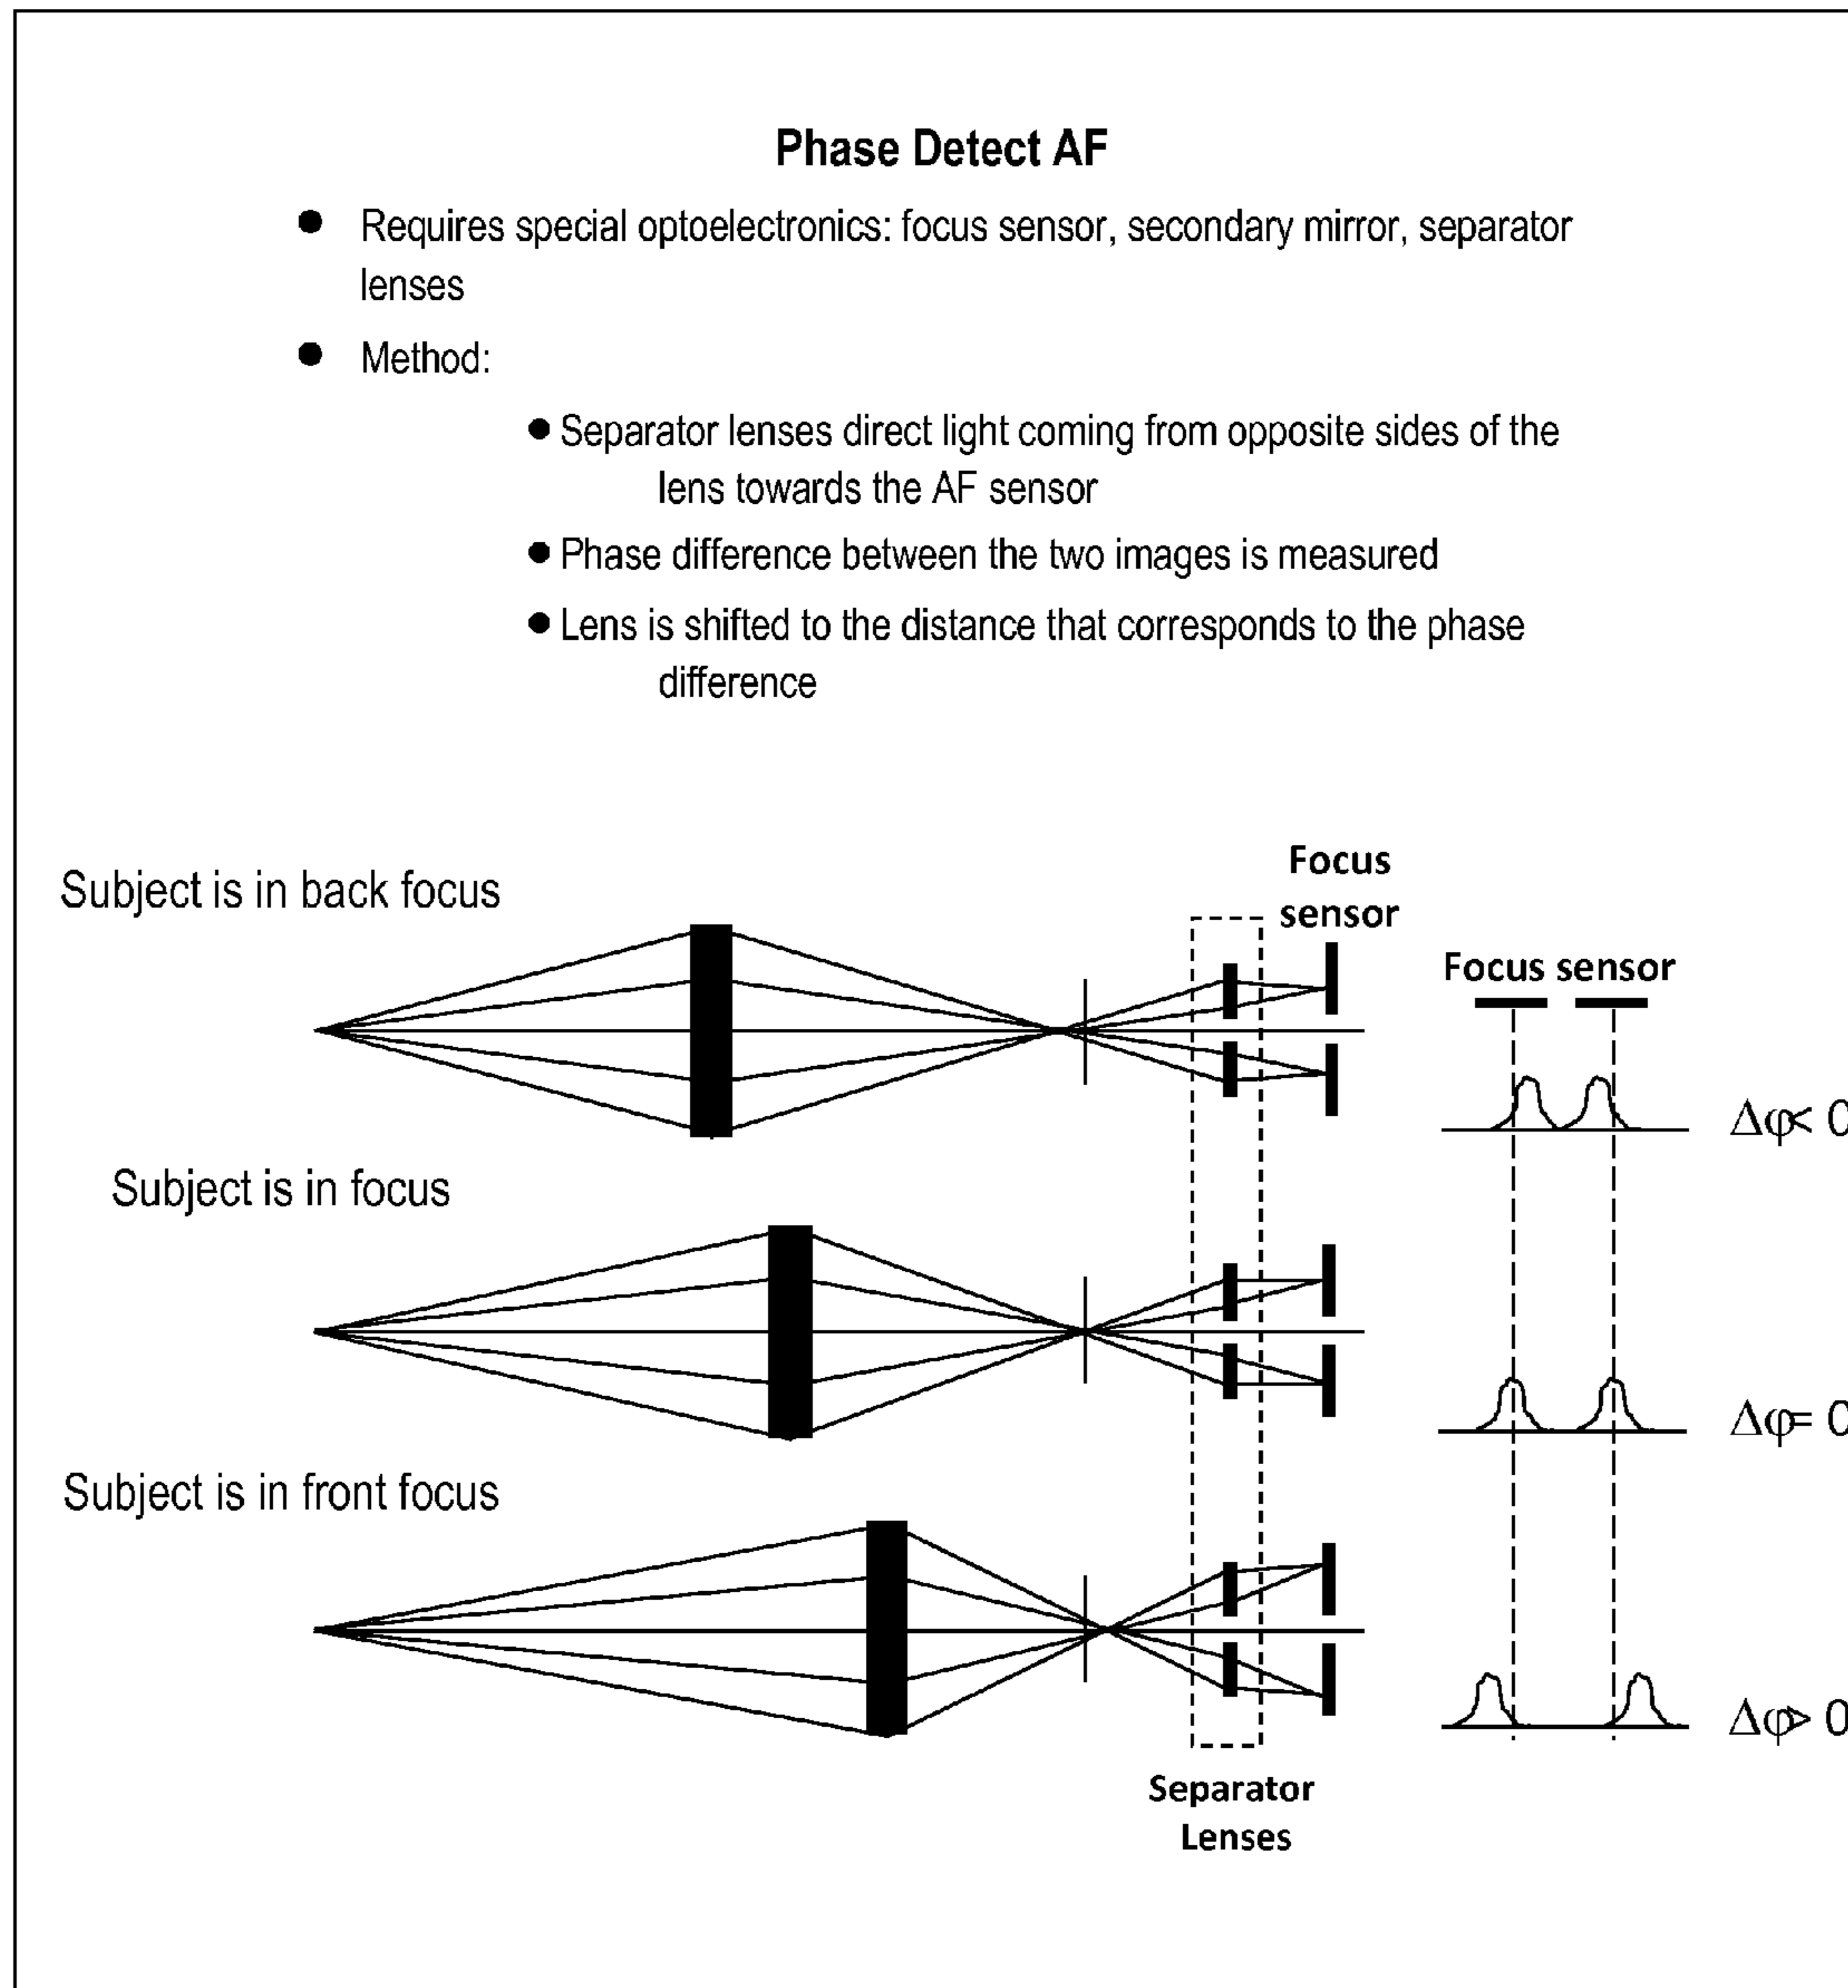 Phase Detect AF
● Requires special optoelectronics: focus sensor, secondary mirror, separator
lenses
● Method:
● Separator lenses direct light coming from opposite sides of the
lens towards the AF sensor
● Phase difference between the two images is measured
● Lens is shifted to the distance that corresponds to the phase
difference
Subject is in back focus
Focus
sensor
Focus sensor
Δφ< 0
Subject is in focus
Δφ= 0
Subject is in front focus
Δφ> 0
Separator
Lenses